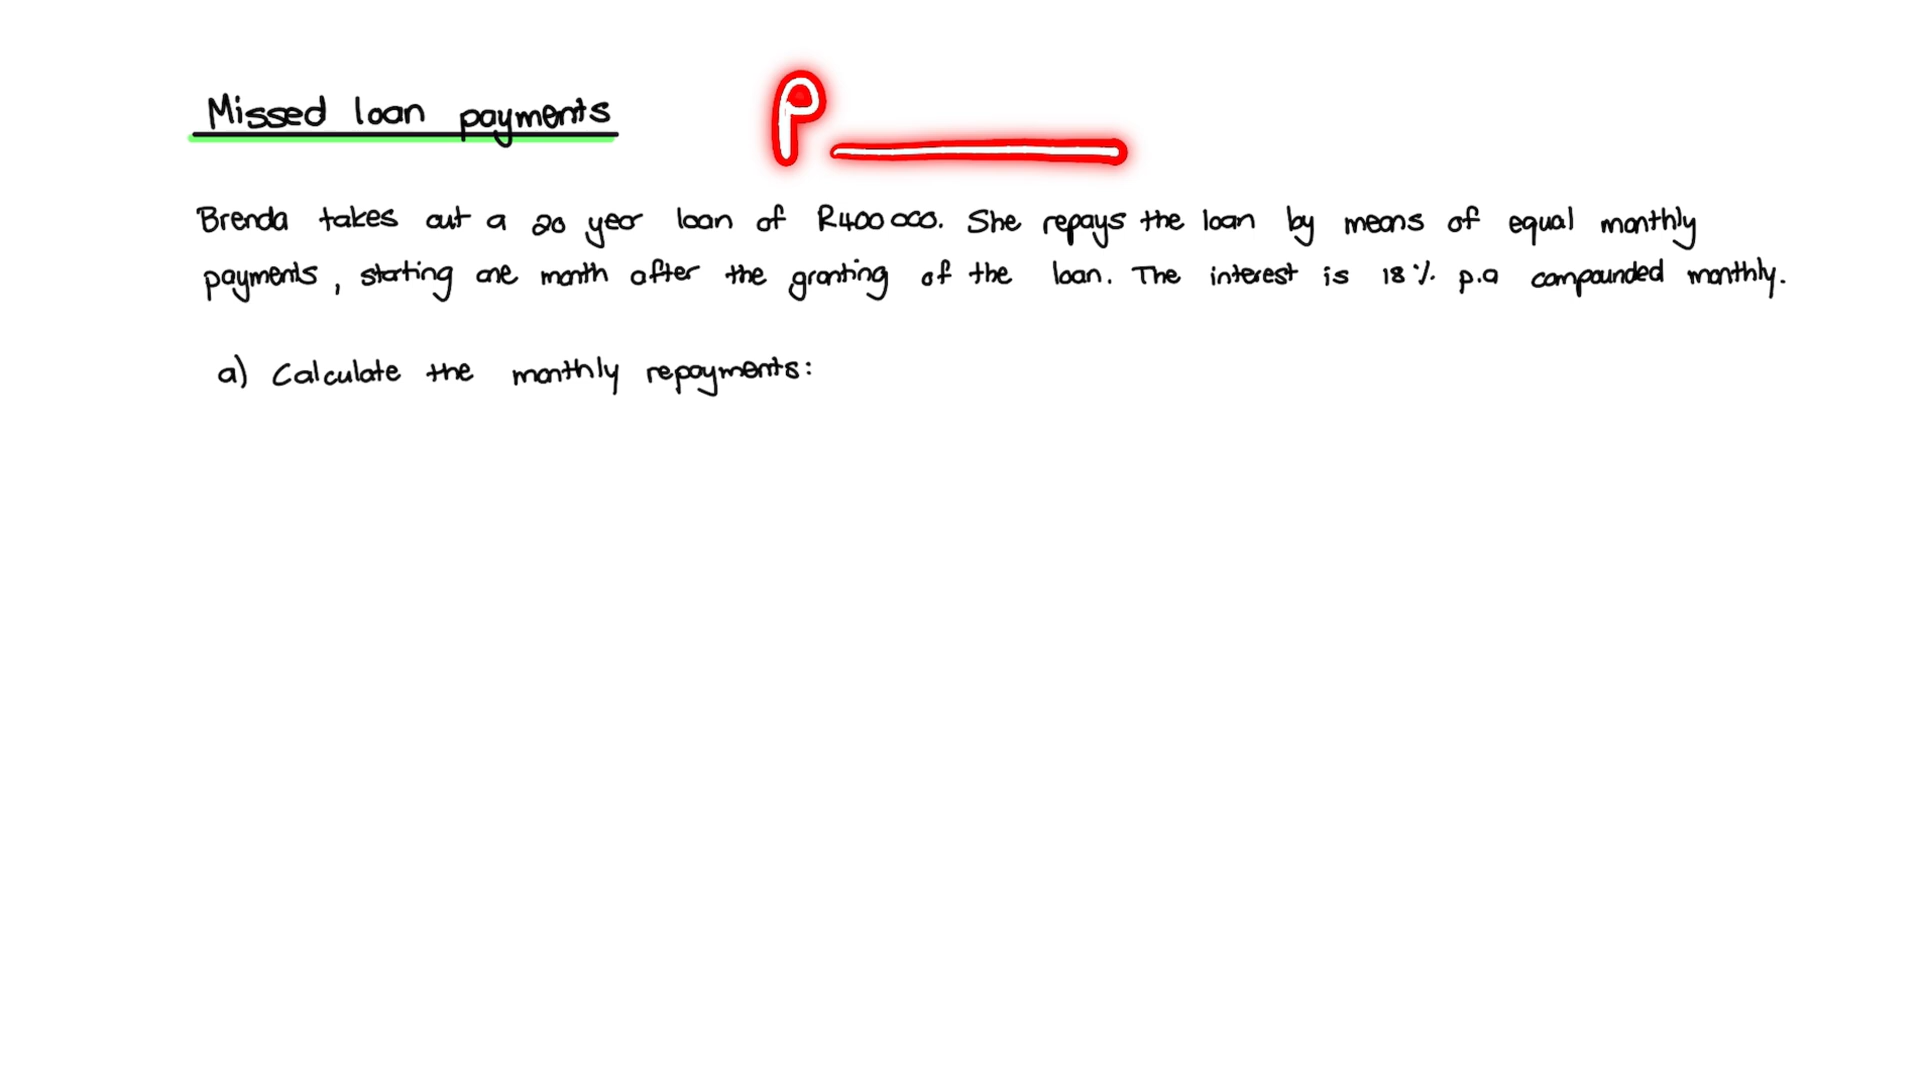 Missed loan payments
P
Brenda takes out a 20 year loan of R400 000. She repays the loan by means of equal monthly
payments, starting one month after the granting of the loan. The interest is 18% p.a compounded monthly.
a) Calculate the monthly repayments: